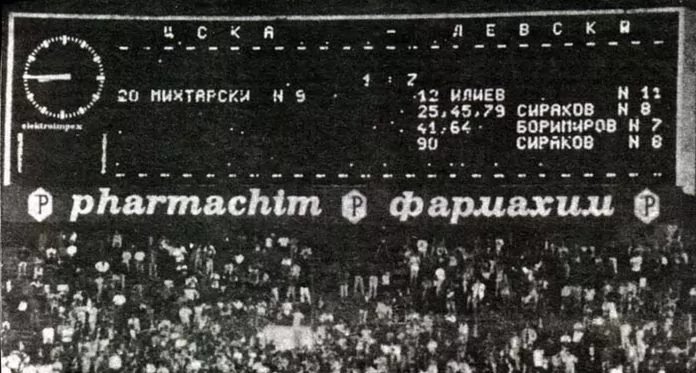 ЦСКА - ЛЕВСКИ
1 : 7
12 ИЛИЕВ N 11
20 МИХТАРСКИ N 9
25,45,79 СИРАКОВ N 8
41,64 БОРИМИРОВ N 7
90 СИРАКОВ N 8
elektroimpex
P pharmachim P фармахим P